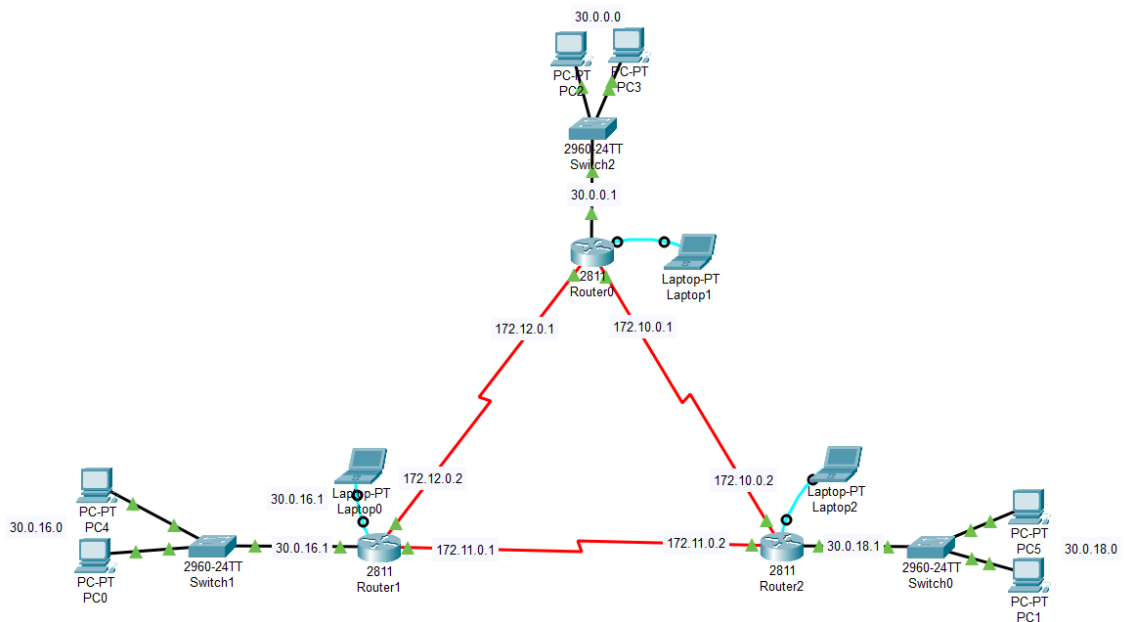 30.0.0.0
PC-PT
PC2
PC-PT
PC3
2960-24TT
Switch2
30.0.0.1
2811
Router0
Laptop-PT
Laptop1
172.12.0.1
172.10.0.1
172.12.0.2
172.10.0.2
30.0.16.1
Laptop-PT
Laptop0
Laptop-PT
Laptop2
30.0.16.0
PC-PT
PC4
PC-PT
PC0
2960-24TT
Switch1
30.0.16.1
2811
Router1
172.11.0.1
172.11.0.2
2811
Router2
30.0.18.1
2960-24TT
Switch0
PC-PT
PC5
30.0.18.0
PC-PT
PC1